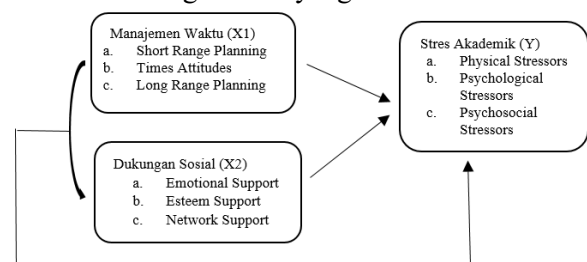 Manajemen Waktu (X1)
a. Short Range Planning
b. Times Attitudes
c. Long Range Planning
Stres Akademik (Y)
a. Physical Stressors
b. Psychological
Stressors
c. Psychosocial
Stressors
Dukungan Sosial (X2)
a. Emotional Support
b. Esteem Support
c. Network Support